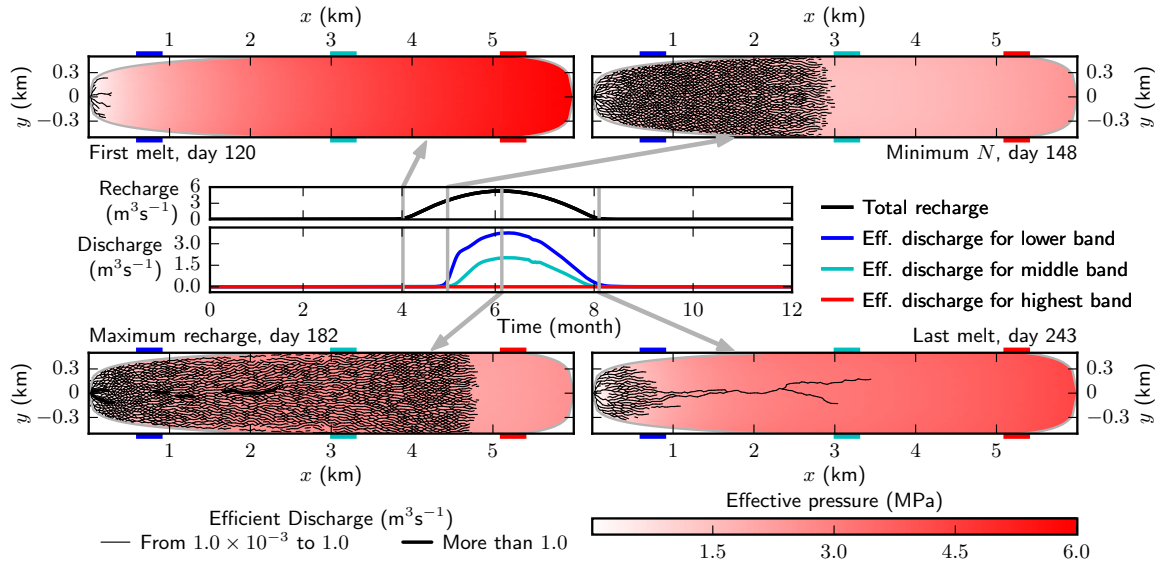 x (km)
x (km)
1 2 3 4 5
1 2 3 4 5
y (km)
0.3
0
−0.3
0.3
0
−0.3
y (km)
First melt, day 120
Minimum N, day 148
Recharge
(m³s⁻¹)
6
3
0
Discharge
(m³s⁻¹)
3.0
1.5
0.0
0 2 4 6 8 10 12
Time (month)
Total recharge
Eff. discharge for lower band
Eff. discharge for middle band
Eff. discharge for highest band
Maximum recharge, day 182
Last melt, day 243
y (km)
0.3
0
−0.3
0.3
0
−0.3
y (km)
1 2 3 4 5
1 2 3 4 5
x (km)
x (km)
Efficient Discharge (m³s⁻¹)
From 1.0 × 10⁻³ to 1.0
More than 1.0
Effective pressure (MPa)
1.5 3.0 4.5 6.0